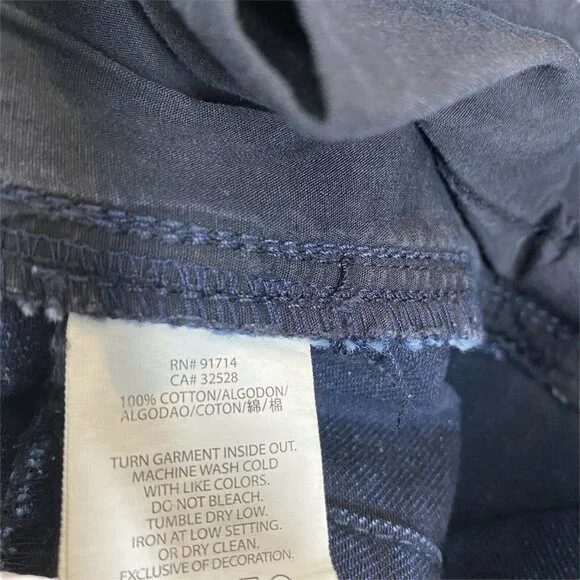 RN# 91714
CA# 32528
100% COTTON/ALGODON/
ALGODAO/COTON/綿/棉
TURN GARMENT INSIDE OUT.
MACHINE WASH COLD
WITH LIKE COLORS.
DO NOT BLEACH.
TUMBLE DRY LOW.
IRON AT LOW SETTING.
OR DRY CLEAN.
EXCLUSIVE OF DECORATION.